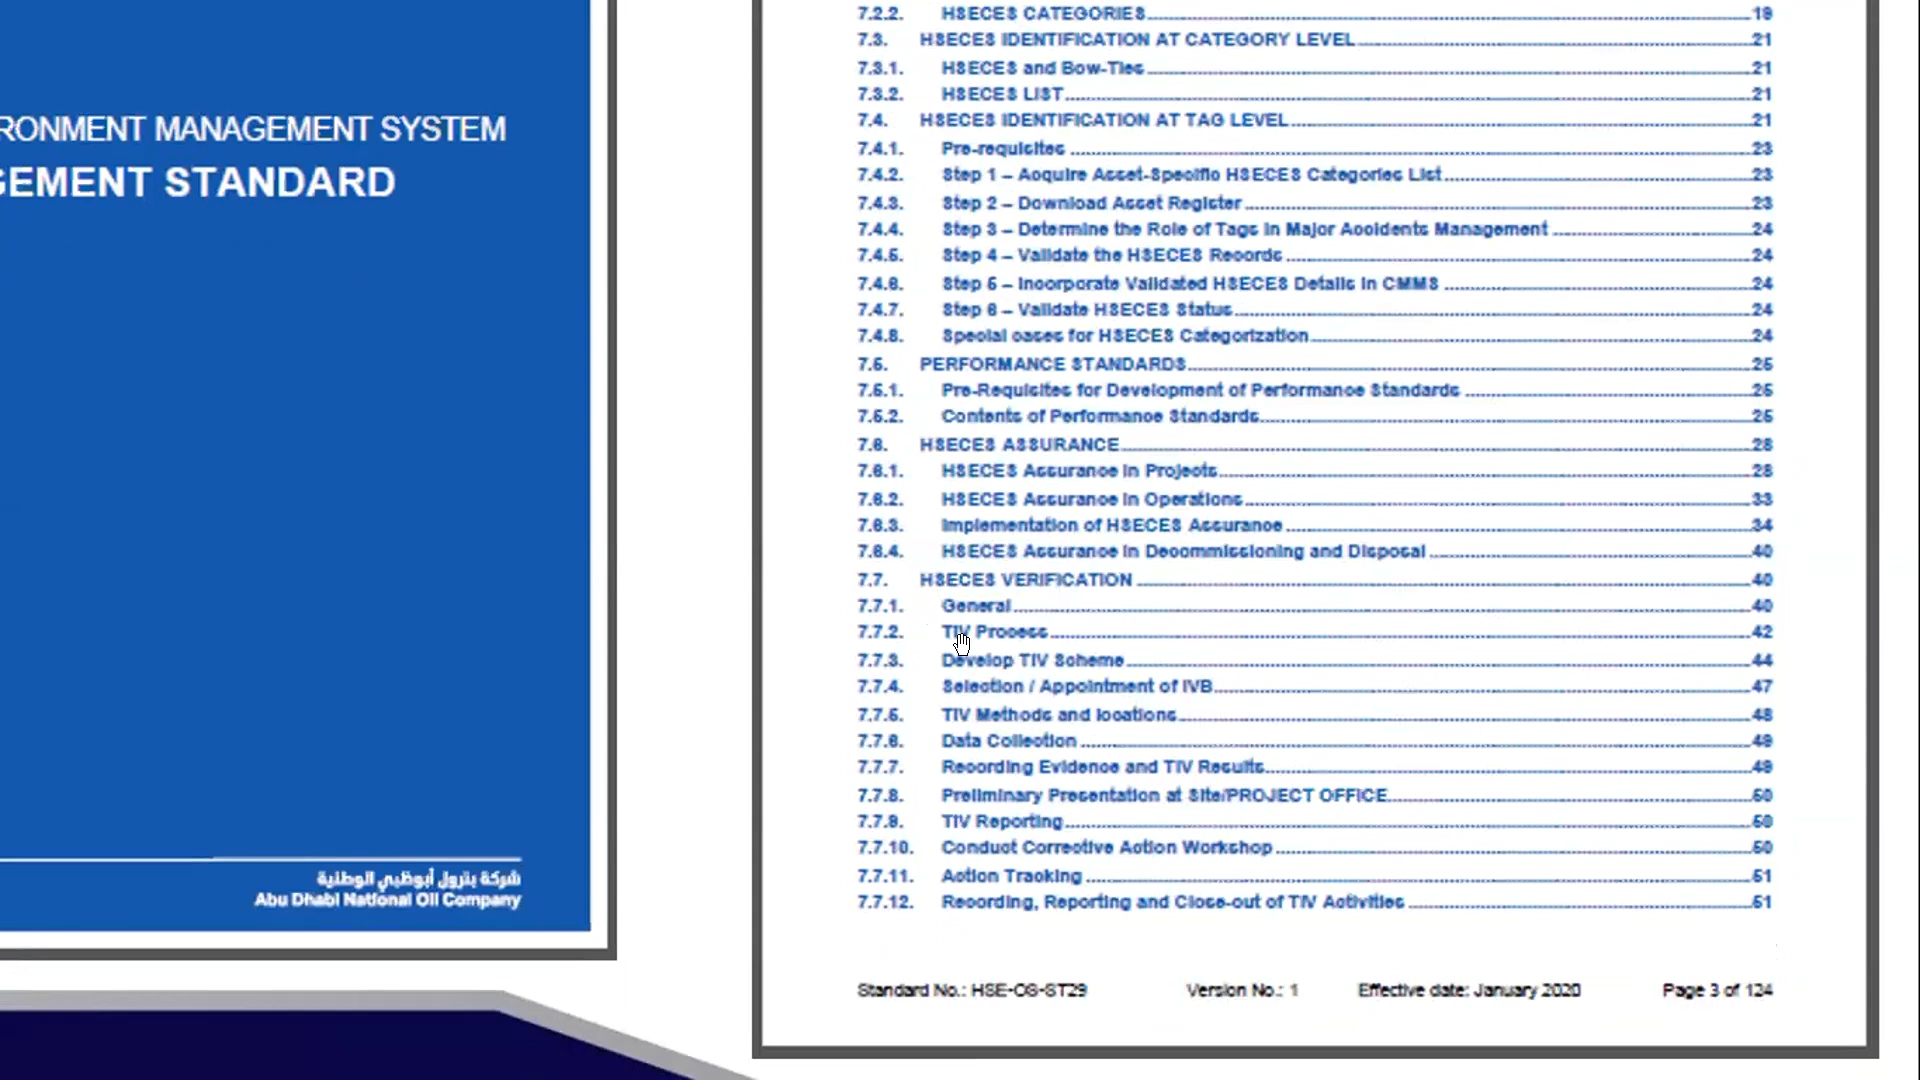 RONMENT MANAGEMENT SYSTEM
GEMENT STANDARD
شركة بترول أبوظبي الوطنية
Abu Dhabi National Oil Company
7.2.2. HSECES CATEGORIES 19
7.3. HSECES IDENTIFICATION AT CATEGORY LEVEL 21
7.3.1. HSECES and Bow-Ties 21
7.3.2. HSECES LIST 21
7.4. HSECES IDENTIFICATION AT TAG LEVEL 21
7.4.1. Pre-requisites 23
7.4.2. Step 1 – Acquire Asset-Specific HSECES Categories List 23
7.4.3. Step 2 – Download Asset Register 23
7.4.4. Step 3 – Determine the Role of Tags in Major Accidents Management 24
7.4.5. Step 4 – Validate the HSECES Records 24
7.4.6. Step 5 – Incorporate Validated HSECES Details in CMMS 24
7.4.7. Step 6 – Validate HSECES Status 24
7.4.8. Special cases for HSECES Categorization 24
7.5. PERFORMANCE STANDARDS 25
7.5.1. Pre-Requisites for Development of Performance Standards 25
7.5.2. Contents of Performance Standards 25
7.6. HSECES ASSURANCE 28
7.6.1. HSECES Assurance in Projects 28
7.6.2. HSECES Assurance in Operations 33
7.6.3. Implementation of HSECES Assurance 34
7.6.4. HSECES Assurance in Decommissioning and Disposal 40
7.7. HSECES VERIFICATION 40
7.7.1. General 40
7.7.2. TIV Process 42
7.7.3. Develop TIV Scheme 44
7.7.4. Selection / Appointment of IVB 47
7.7.5. TIV Methods and locations 48
7.7.6. Data Collection 49
7.7.7. Recording Evidence and TIV Results 49
7.7.8. Preliminary Presentation at Site/PROJECT OFFICE 50
7.7.9. TIV Reporting 50
7.7.10. Conduct Corrective Action Workshop 50
7.7.11. Action Tracking 51
7.7.12. Recording, Reporting and Close-out of TIV Activities 51
Standard No.: HSE-OS-ST29 Version No.: 1 Effective date: January 2020 Page 3 of 124